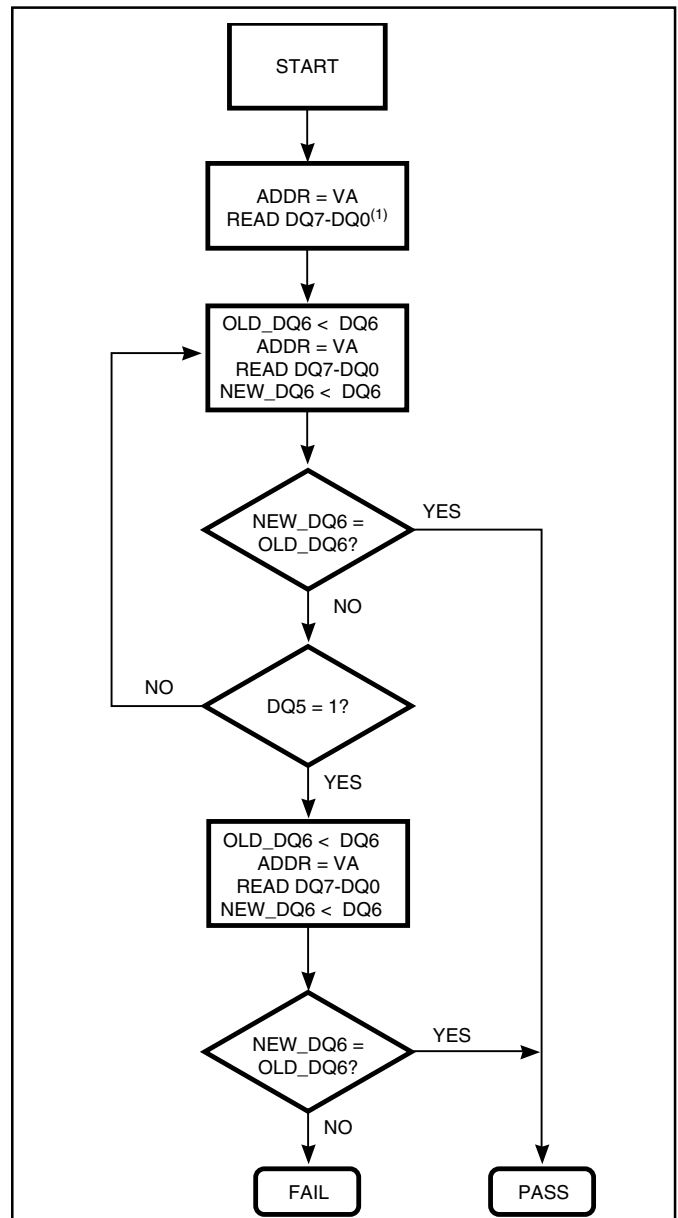 START
ADDR = VA
READ DQ7-DQ0(1)
OLD_DQ6 < DQ6
ADDR = VA
READ DQ7-DQ0
NEW_DQ6 < DQ6
NEW_DQ6 =
OLD_DQ6?
YES
NO
DQ5 = 1?
NO
YES
OLD_DQ6 < DQ6
ADDR = VA
READ DQ7-DQ0
NEW_DQ6 < DQ6
NEW_DQ6 =
OLD_DQ6?
YES
NO
FAIL
PASS